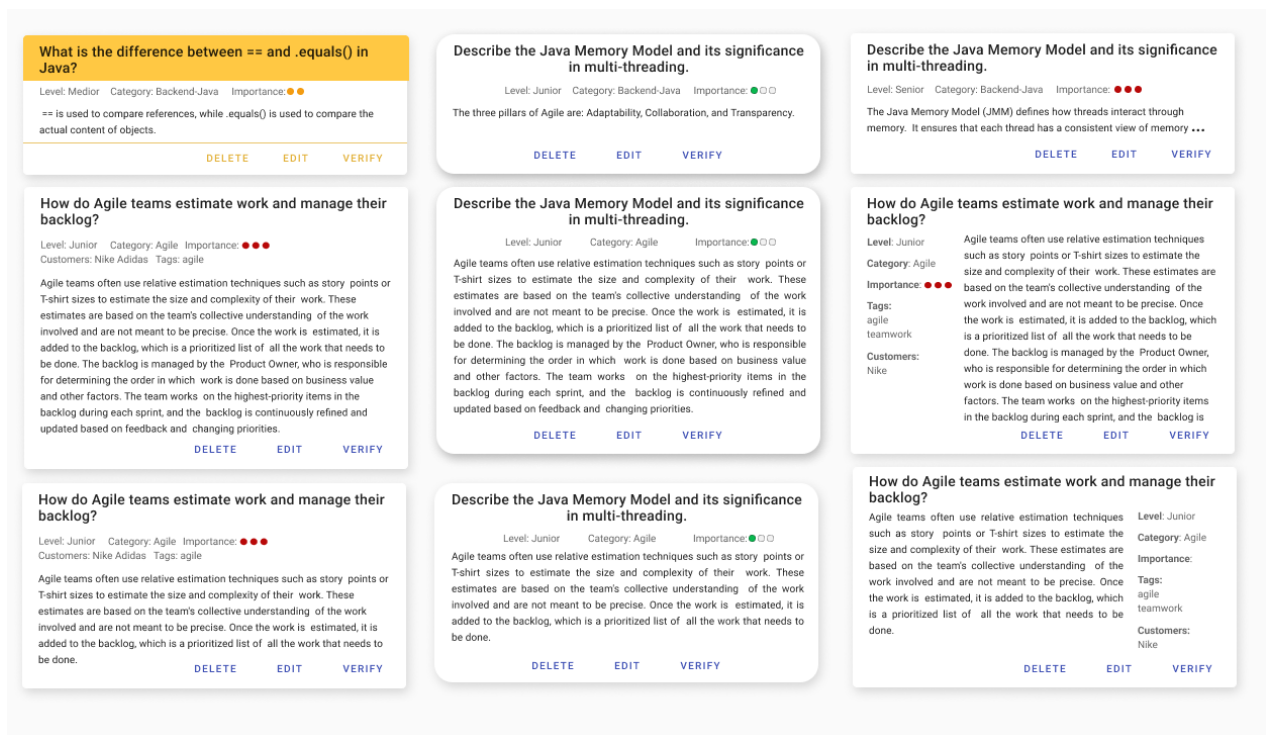 What is the difference between == and .equals() in
Java?
Level: Medior Category: Backend-Java Importance:
== is used to compare references, while .equals() is used to compare the
actual content of objects.
DELETE EDIT VERIFY
Describe the Java Memory Model and its significance
in multi-threading.
Level: Junior Category: Backend-Java Importance:
The three pillars of Agile are: Adaptability, Collaboration, and Transparency.
DELETE EDIT VERIFY
Describe the Java Memory Model and its significance
in multi-threading.
Level: Senior Category: Backend-Java Importance:
The Java Memory Model (JMM) defines how threads interact through
memory. It ensures that each thread has a consistent view of memory ...
DELETE EDIT VERIFY
How do Agile teams estimate work and manage their
backlog?
Level: Junior Category: Agile Importance:
Customers: Nike Adidas Tags: agile
Agile teams often use relative estimation techniques such as story points or
T-shirt sizes to estimate the size and complexity of their work. These
estimates are based on the team's collective understanding of the work
involved and are not meant to be precise. Once the work is estimated, it is
added to the backlog, which is a prioritized list of all the work that needs to
be done. The backlog is managed by the Product Owner, who is responsible
for determining the order in which work is done based on business value
and other factors. The team works on the highest-priority items in the
backlog during each sprint, and the backlog is continuously refined and
updated based on feedback and changing priorities.
DELETE EDIT VERIFY
Describe the Java Memory Model and its significance
in multi-threading.
Level: Junior Category: Agile Importance:
Agile teams often use relative estimation techniques such as story points or
T-shirt sizes to estimate the size and complexity of their work. These
estimates are based on the team's collective understanding of the work
involved and are not meant to be precise. Once the work is estimated, it is
added to the backlog, which is a prioritized list of all the work that needs to
be done. The backlog is managed by the Product Owner, who is responsible
for determining the order in which work is done based on business value
and other factors. The team works on the highest-priority items in the
backlog during each sprint, and the backlog is continuously refined and
updated based on feedback and changing priorities.
DELETE EDIT VERIFY
How do Agile teams estimate work and manage their
backlog?
Level: Junior
Category: Agile
Importance:
Tags:
agile
teamwork
Customers:
Nike
Agile teams often use relative estimation techniques
such as story points or T-shirt sizes to estimate the
size and complexity of their work. These estimates are
based on the team's collective understanding of the
work involved and are not meant to be precise. Once
the work is estimated, it is added to the backlog, which
is a prioritized list of all the work that needs to be
done. The backlog is managed by the Product Owner,
who is responsible for determining the order in which
work is done based on business value and other
factors. The team works on the highest-priority items
in the backlog during each sprint, and the backlog is
DELETE EDIT VERIFY
How do Agile teams estimate work and manage their
backlog?
Level: Junior Category: Agile Importance:
Customers: Nike Adidas Tags: agile
Agile teams often use relative estimation techniques such as story points or
T-shirt sizes to estimate the size and complexity of their work. These
estimates are based on the team's collective understanding of the work
involved and are not meant to be precise. Once the work is estimated, it is
added to the backlog, which is a prioritized list of all the work that needs to
be done.
DELETE EDIT VERIFY
Describe the Java Memory Model and its significance
in multi-threading.
Level: Junior Category: Agile Importance:
Agile teams often use relative estimation techniques such as story points or
T-shirt sizes to estimate the size and complexity of their work. These
estimates are based on the team's collective understanding of the work
involved and are not meant to be precise. Once the work is estimated, it is
added to the backlog, which is a prioritized list of all the work that needs to
be done.
DELETE EDIT VERIFY
How do Agile teams estimate work and manage their
backlog?
Agile teams often use relative estimation techniques
such as story points or T-shirt sizes to estimate the
size and complexity of their work. These estimates are
based on the team's collective understanding of the
work involved and are not meant to be precise. Once
the work is estimated, it is added to the backlog, which
is a prioritized list of all the work that needs to be
done.
Level: Junior
Category: Agile
Importance:
Tags:
agile
teamwork
Customers:
Nike
DELETE EDIT VERIFY